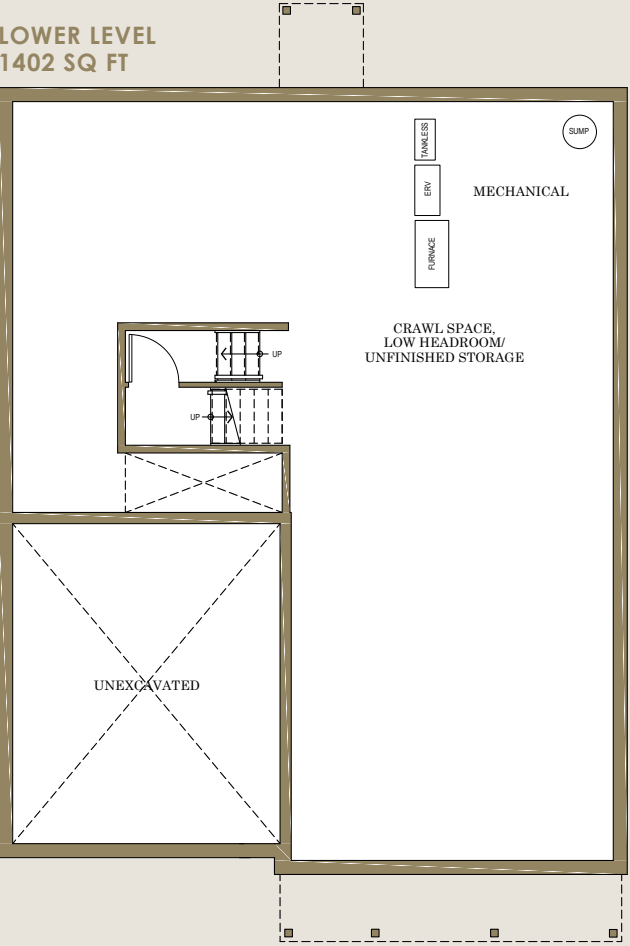 LOWER LEVEL
1402 SQ FT
TANKLESS
SUMP
ERV
MECHANICAL
FURNACE
CRAWL SPACE,
LOW HEADROOM/
UNFINISHED STORAGE
UP
UP
UNEXCAVATED